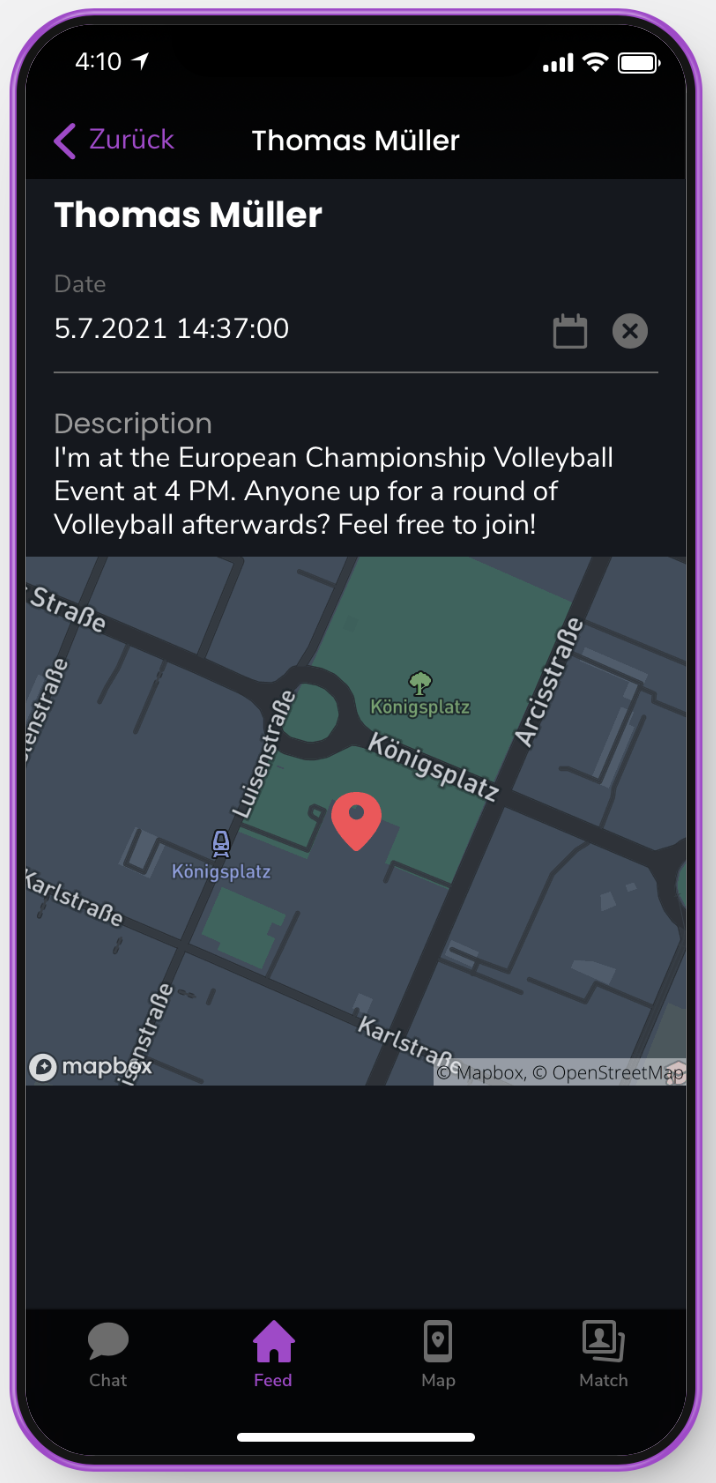 4:10
Zurück
Thomas Müller
Thomas Müller
Date
5.7.2021 14:37:00
Description
I'm at the European Championship Volleyball
Event at 4 PM. Anyone up for a round of
Volleyball afterwards? Feel free to join!
Straße
enstraße
Luisenstraße
Königsplatz
Arcisstraße
Königsplatz
Königsplatz
Karlstraße
isenstraße
Karlstraße
mapbox
© Mapbox, © OpenStreetMap
Chat
Feed
Map
Match